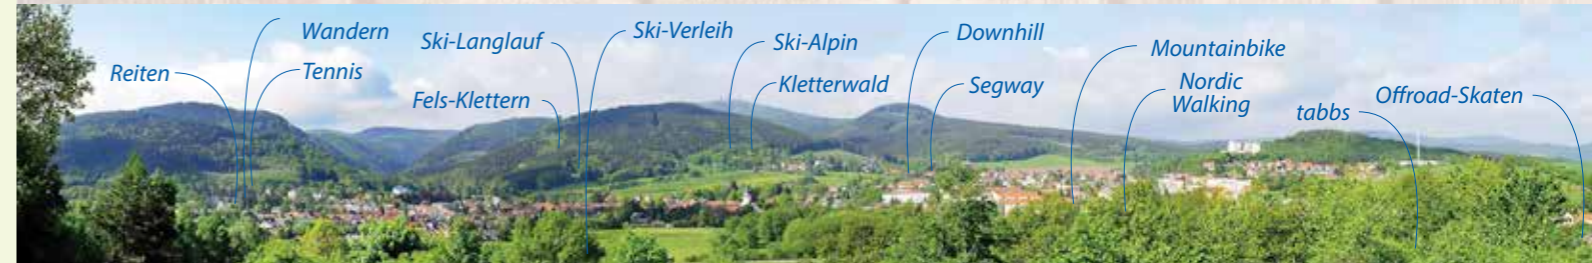 Reiten
Wandern
Tennis
Ski-Langlauf
Fels-Klettern
Ski-Verleih
Ski-Alpin
Kletterwald
Downhill
Segway
Mountainbike
Nordic
Walking
tabbs
Offroad-Skaten